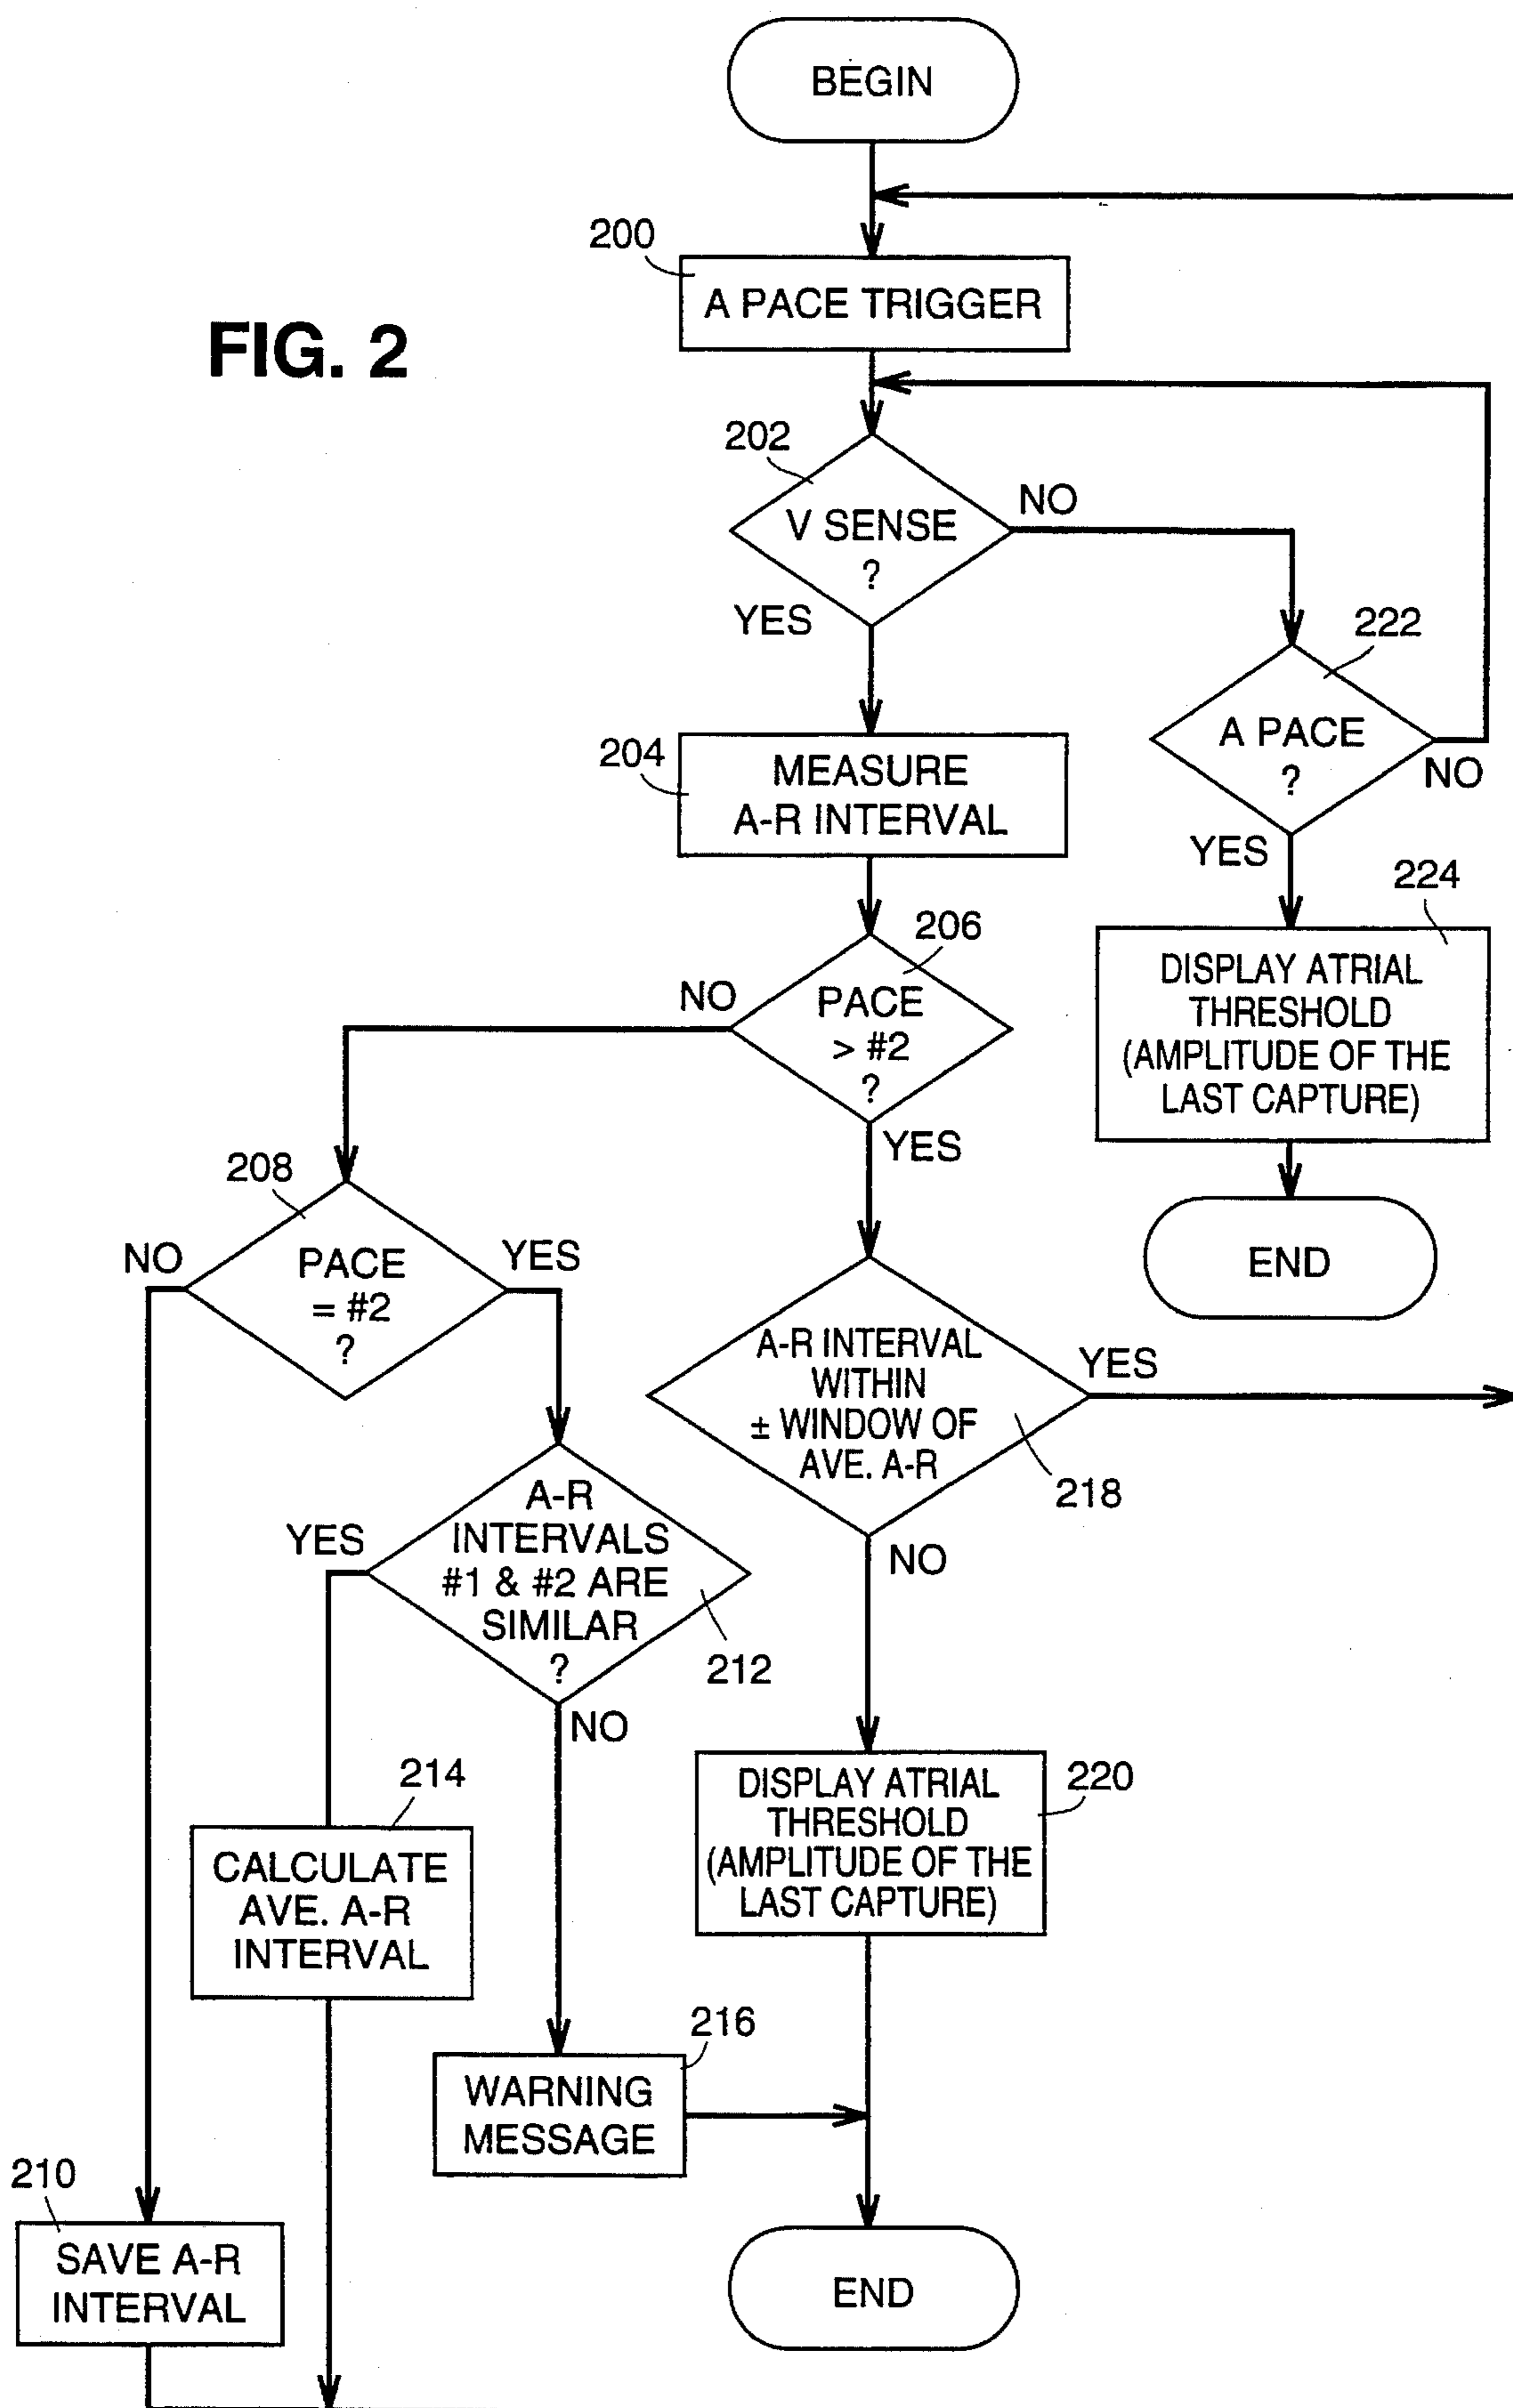 BEGIN
200
A PACE TRIGGER
FIG. 2
202
V SENSE
?
NO
YES
222
A PACE
?
NO
YES
204
MEASURE
A-R INTERVAL
224
DISPLAY ATRIAL
THRESHOLD
(AMPLITUDE OF THE
LAST CAPTURE)
END
206
PACE
> #2
?
NO
YES
208
PACE
= #2
?
NO
YES
A-R INTERVAL
WITHIN
± WINDOW OF
AVE. A-R
YES
218
NO
A-R
INTERVALS
#1 & #2 ARE
SIMILAR
?
YES
212
NO
214
CALCULATE
AVE. A-R
INTERVAL
220
DISPLAY ATRIAL
THRESHOLD
(AMPLITUDE OF THE
LAST CAPTURE)
216
WARNING
MESSAGE
210
SAVE A-R
INTERVAL
END